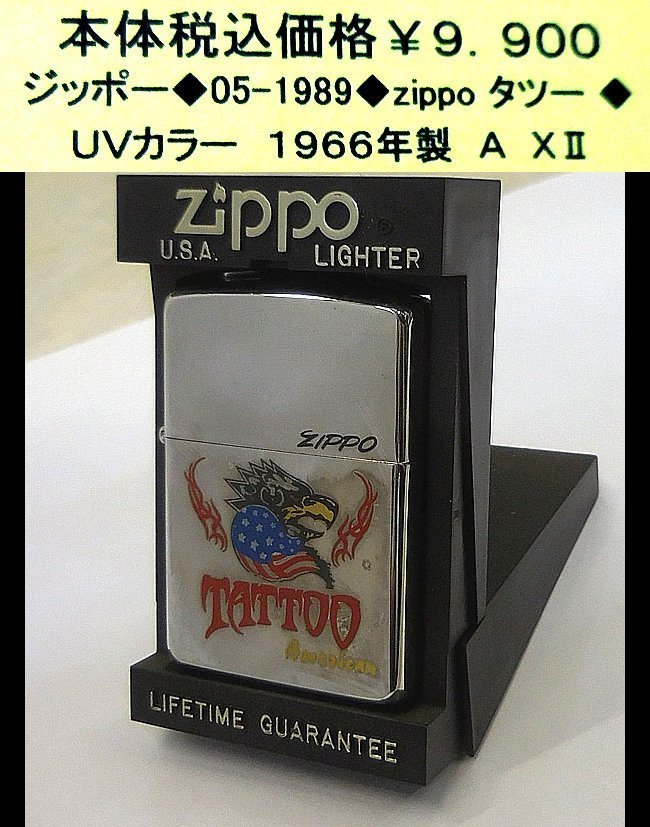 本体税込価格￥9．900
ジッポー◆05-1989◆zippo タツー ◆
UVカラー　1966年製　A　XⅡ
zippo
U.S.A.
LIGHTER
ZIPPO
TATTOO
American
LIFETIME GUARANTEE